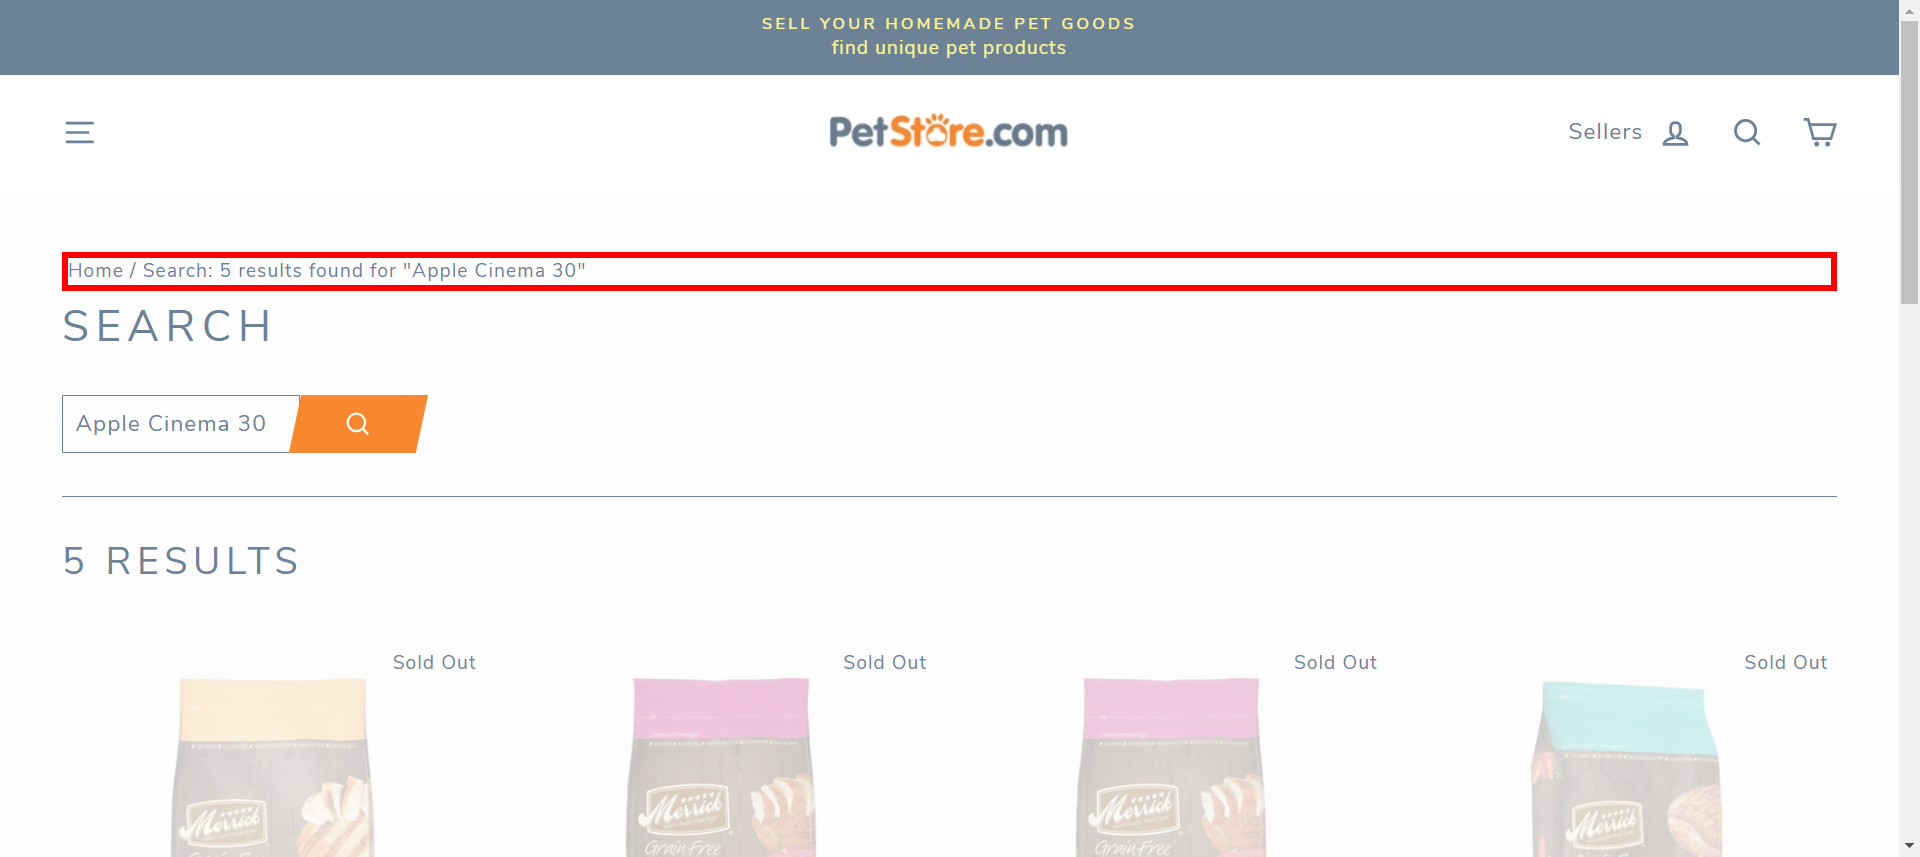 SELL YOUR HOMEMADE PET GOODS
find unique pet products
PetStore.com
Sellers
Home / Search: 5 results found for "Apple Cinema 30"
SEARCH
Apple Cinema 30
5 RESULTS
Sold Out
Sold Out
Sold Out
Sold Out
Merrick
Merrick
Merrick
Merrick
Grain Free
Grain Free
Grain Free